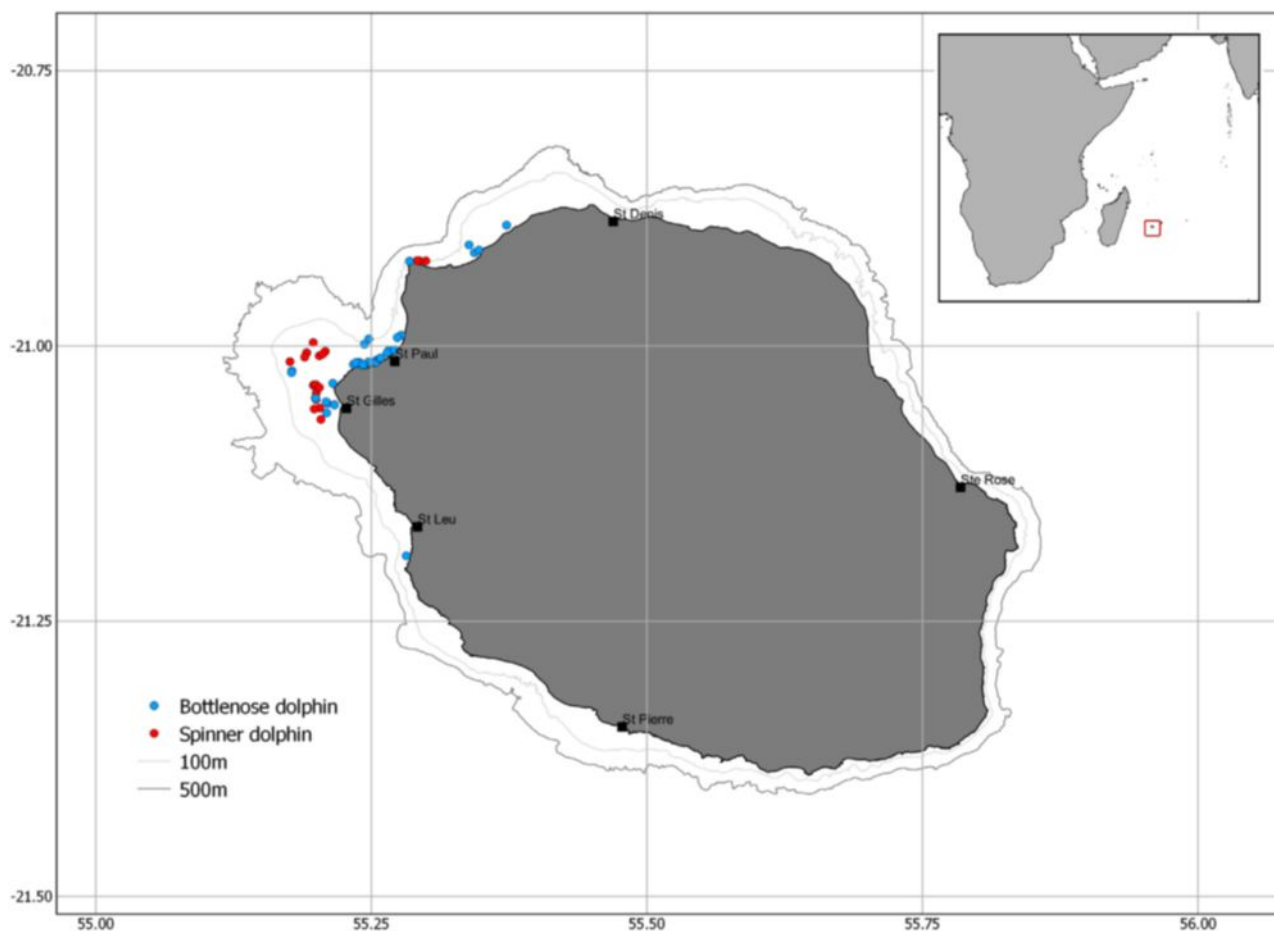 -20.75
St Denis
-21.00
St Paul
St Gilles
Ste Rose
St Leu
-21.25
Bottlenose dolphin
Spinner dolphin
St Pierre
100m
500m
-21.50
55.00 55.25 55.50 55.75 56.00